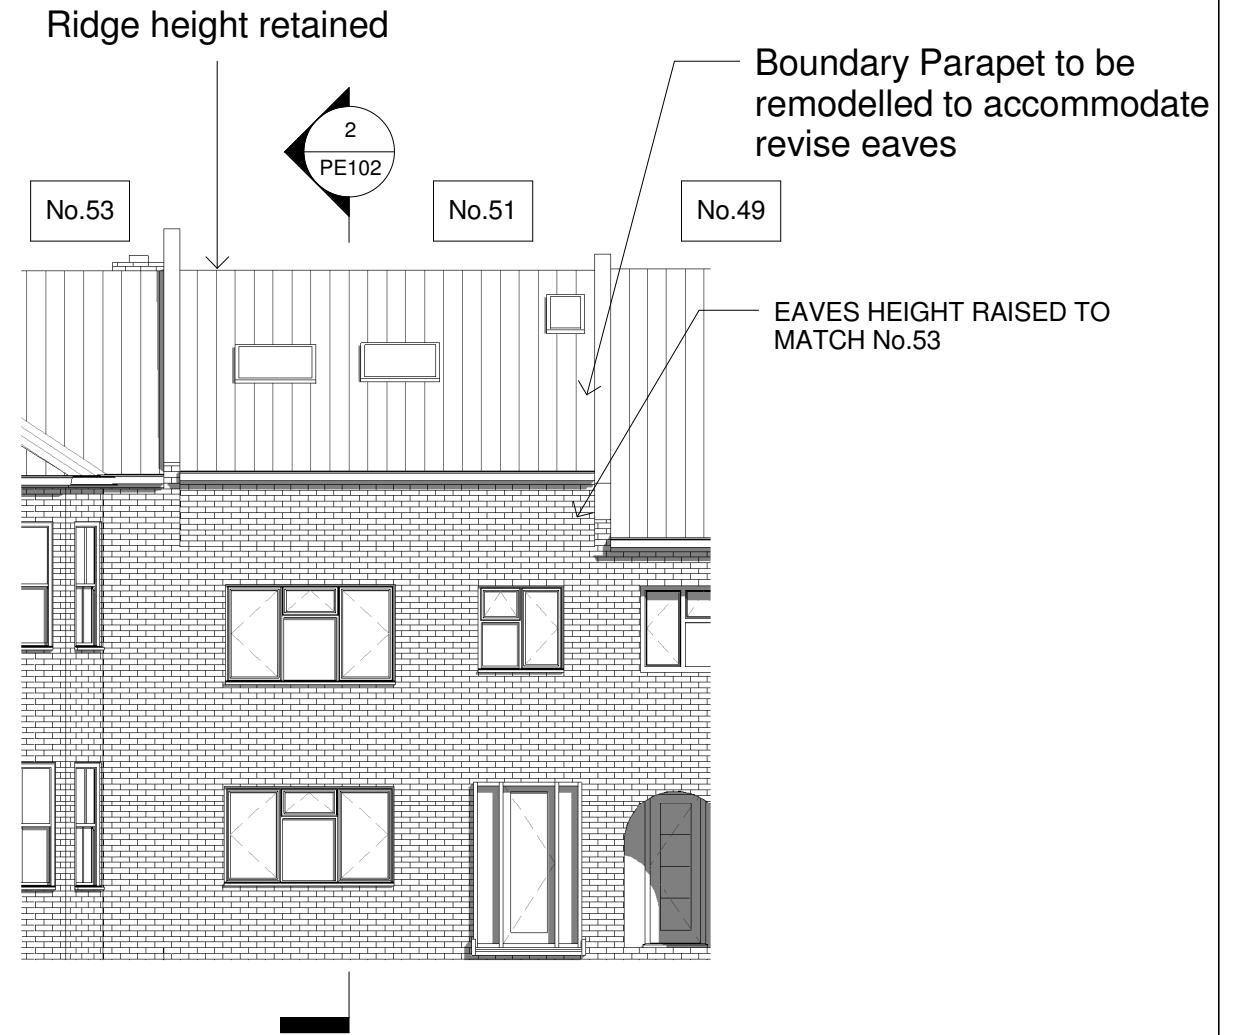 Ridge height retained
Boundary Parapet to be
remodelled to accommodate
revise eaves
2
PE102
No.53
No.51
No.49
EAVES HEIGHT RAISED TO
MATCH No.53